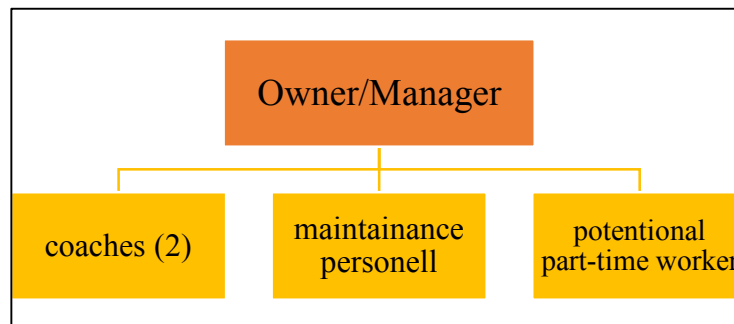 Owner/Manager
coaches (2)
maintainance
personell
potentional
part-time worker